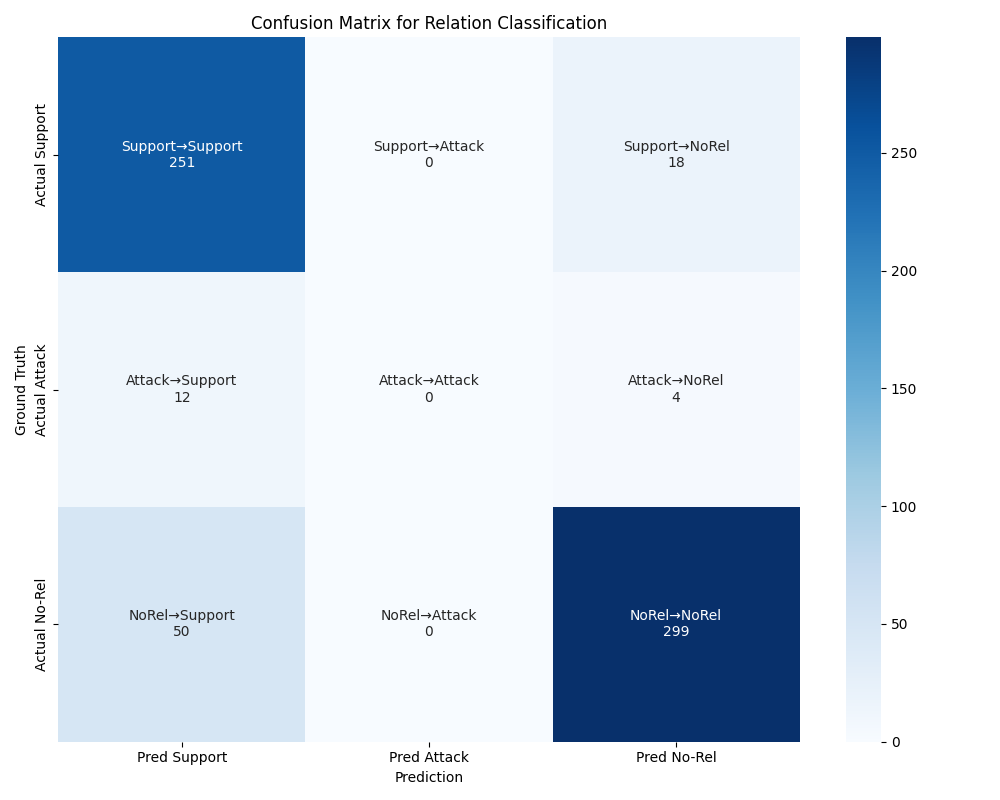 Confusion Matrix for Relation Classification
Ground Truth
Actual Support
Support→Support
251
Support→Attack
0
Support→NoRel
18
Actual Attack
Attack→Support
12
Attack→Attack
0
Attack→NoRel
4
Actual No-Rel
NoRel→Support
50
NoRel→Attack
0
NoRel→NoRel
299
Pred Support
Pred Attack
Pred No-Rel
Prediction
250
200
150
100
50
0